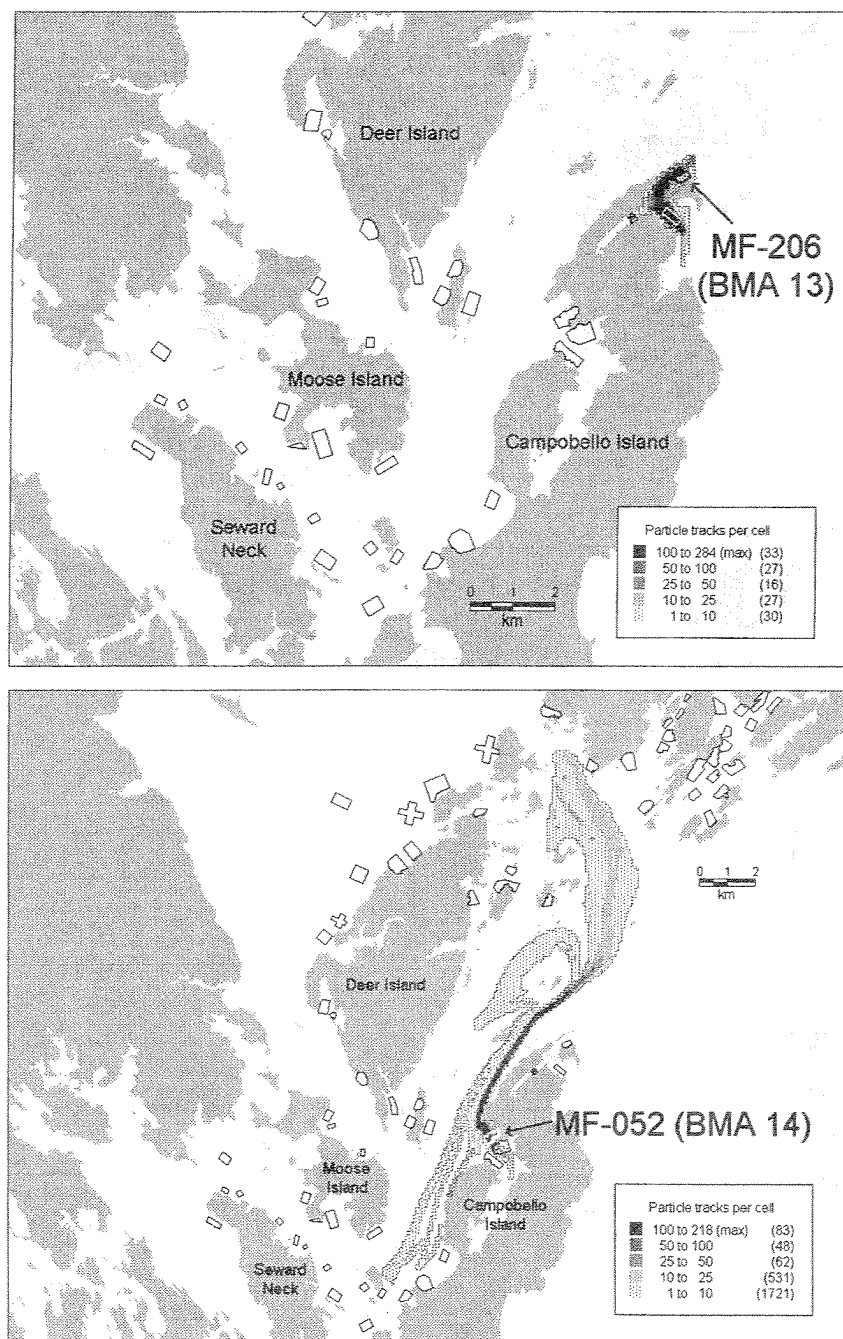 Deer Island
MF-206
(BMA 13)
Moose Island
Campobello Island
Seward
Neck
0 1 2
km
Particle tracks per cell
100 to 284 (max) (33)
50 to 100 (27)
25 to 50 (16)
10 to 25 (27)
1 to 10 (30)
0 1 2
km
Deer Island
MF-052 (BMA 14)
Moose
Island
Campobello
Island
Seward
Neck
Particle tracks per cell
100 to 218 (max) (83)
50 to 100 (48)
25 to 50 (62)
10 to 25 (531)
1 to 10 (1721)